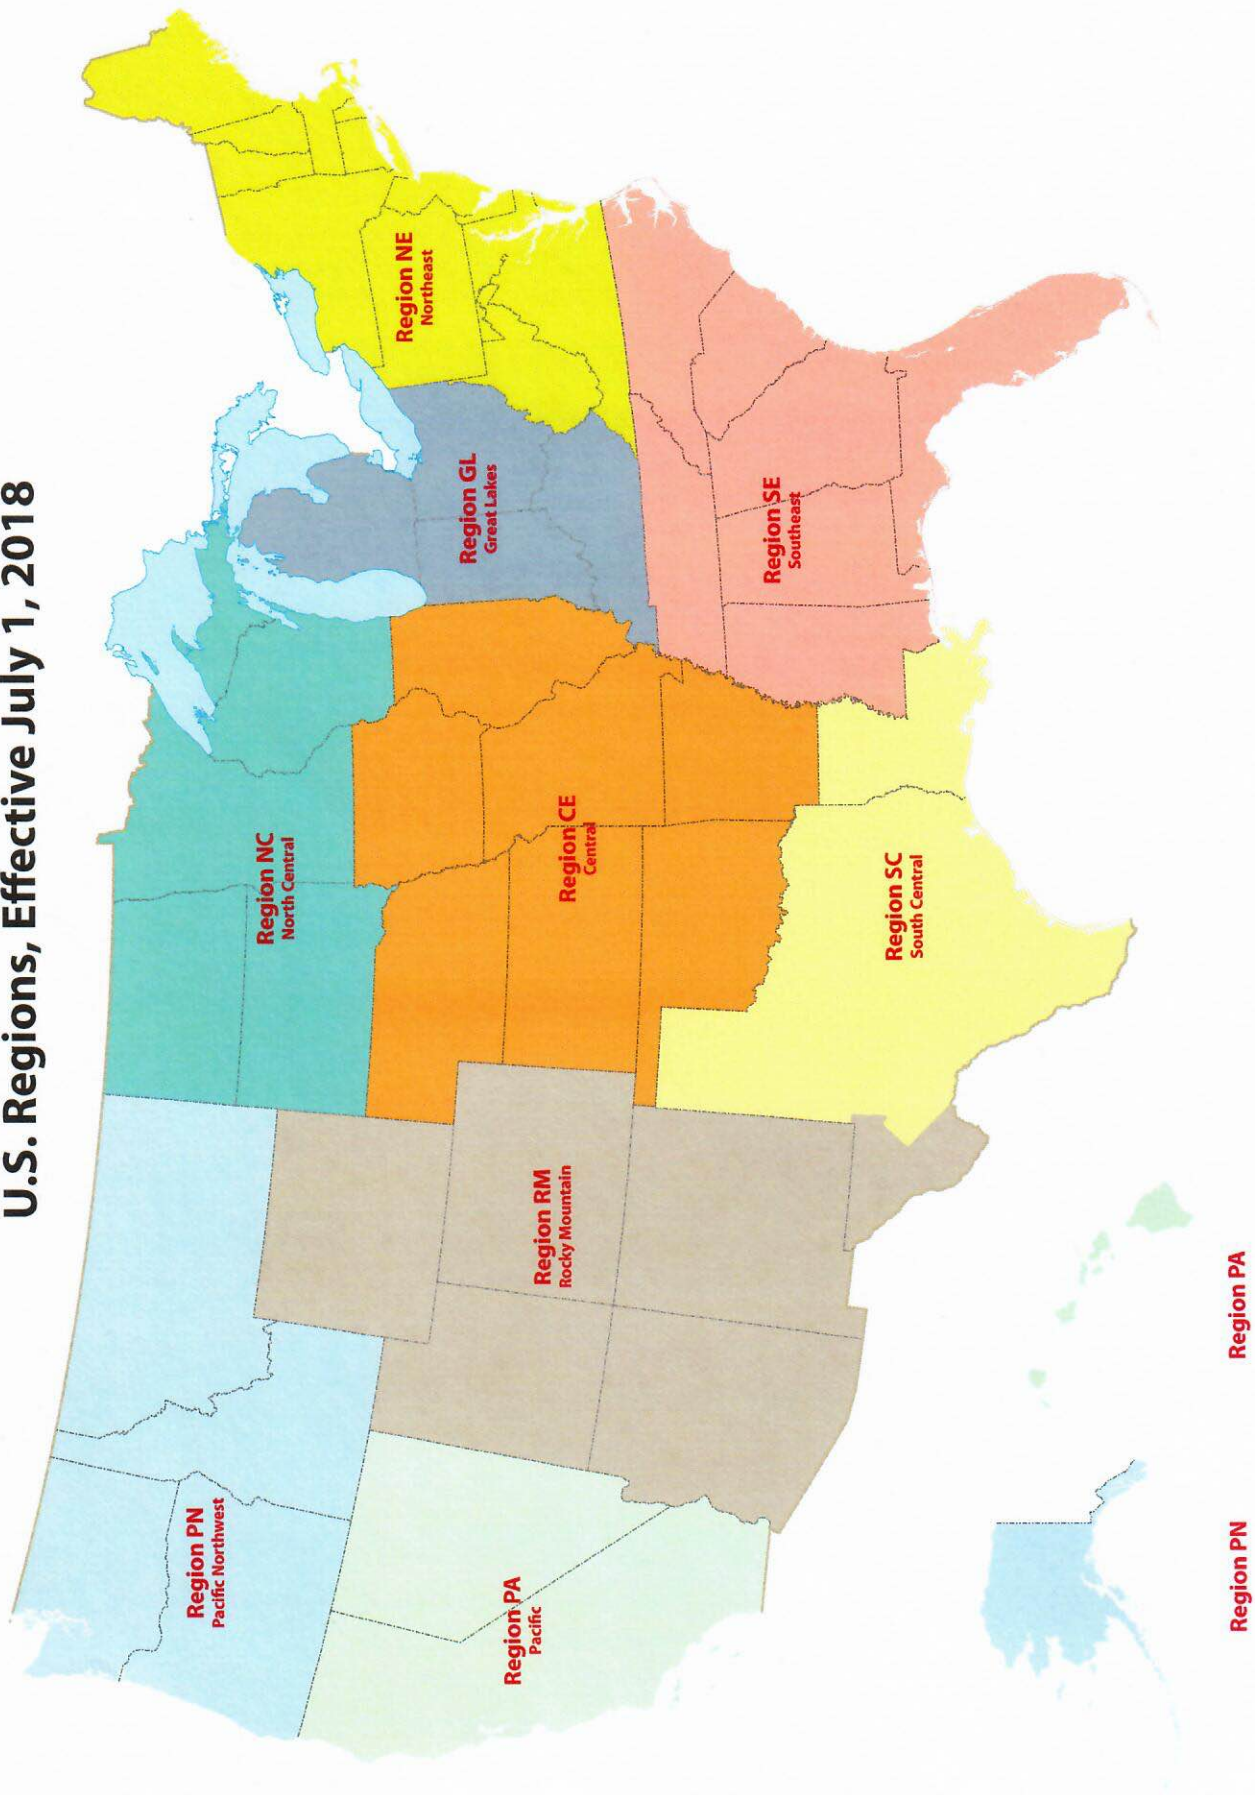 U.S. Regions, Effective July 1, 2018
Region PN
Pacific Northwest
Region NC
North Central
Region NE
Northeast
Region GL
Great Lakes
Region PA
Pacific
Region RM
Rocky Mountain
Region CE
Central
Region SE
Southeast
Region SC
South Central
Region PN
Region PA